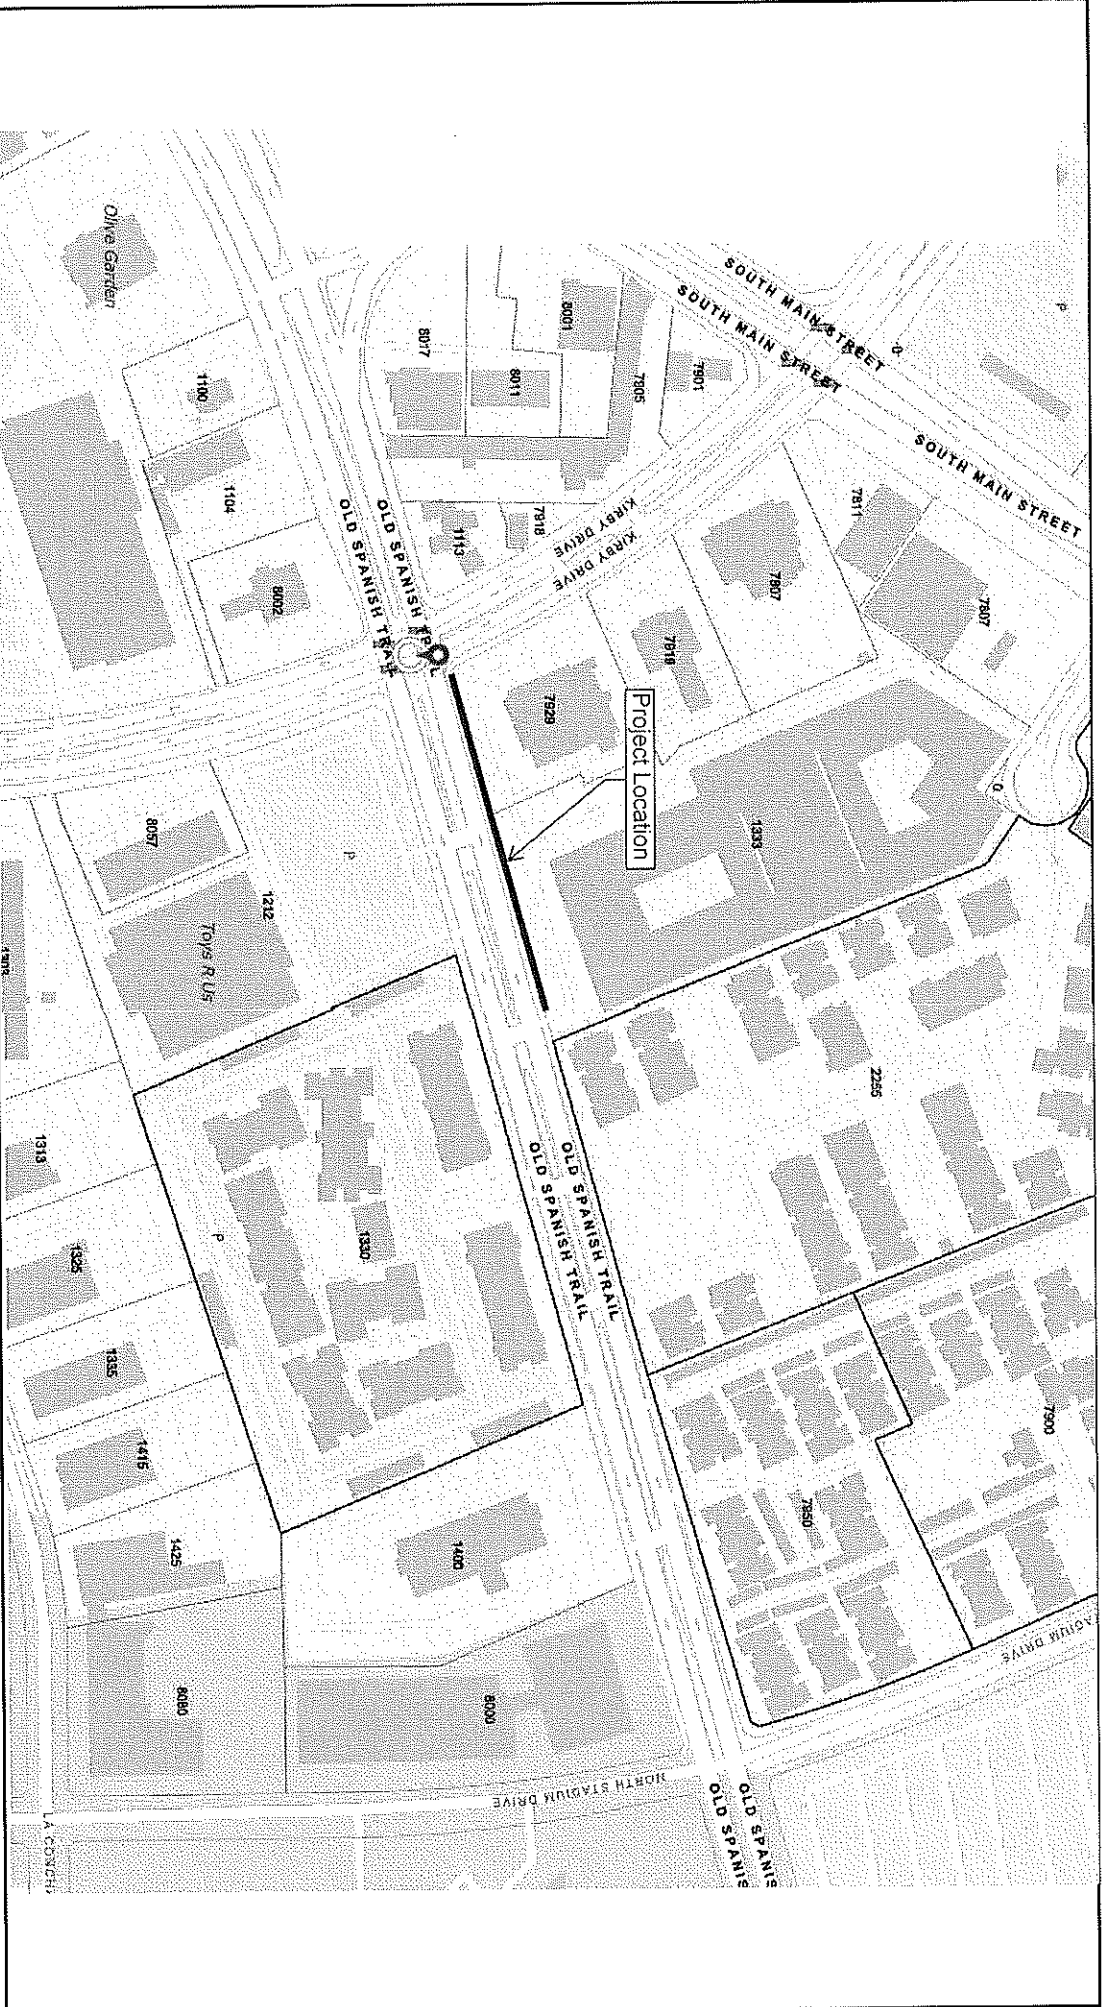 SOUTH MAIN STREET
SOUTH MAIN STREET
SOUTH MAIN STREET
P
7901
7905
8001
8011
8017
KIRBY DRIVE
KIRBY DRIVE
7811
7807
7807
7918
1113
7919
7929
Olive Garden
1100
1104
8002
OLD SPANISH TRAIL
OLD SPANISH TRAIL
Project Location
1333
8057
P
1212
Toys R Us
2255
OLD SPANISH TRAIL
OLD SPANISH TRAIL
1330
P
1313
1325
1335
1415
1425
1400
7900
7950
8000
8080
NORTH STADIUM DRIVE
OLD SPANIS
OLD SPANIS
LA CONCH